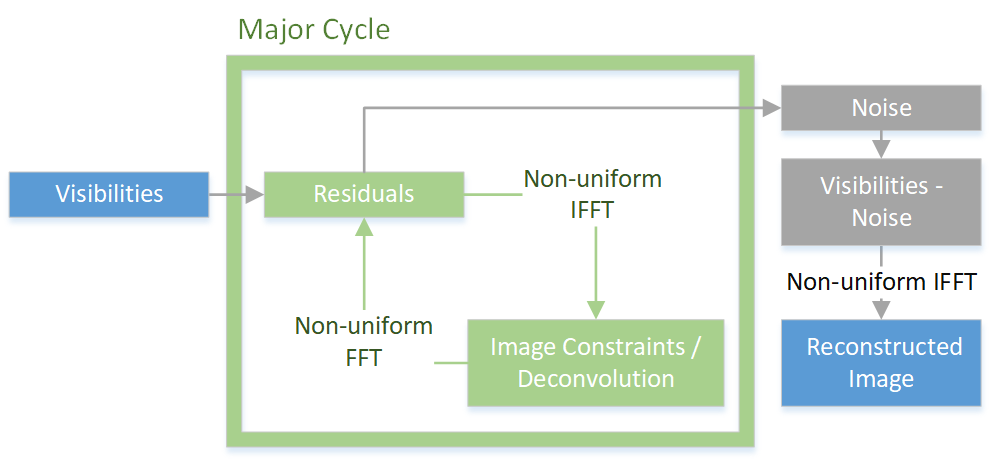 Major Cycle
Visibilities
Residuals
Non-uniform
IFFT
Non-uniform
FFT
Image Constraints /
Deconvolution
Noise
Visibilities -
Noise
Non-uniform IFFT
Reconstructed
Image